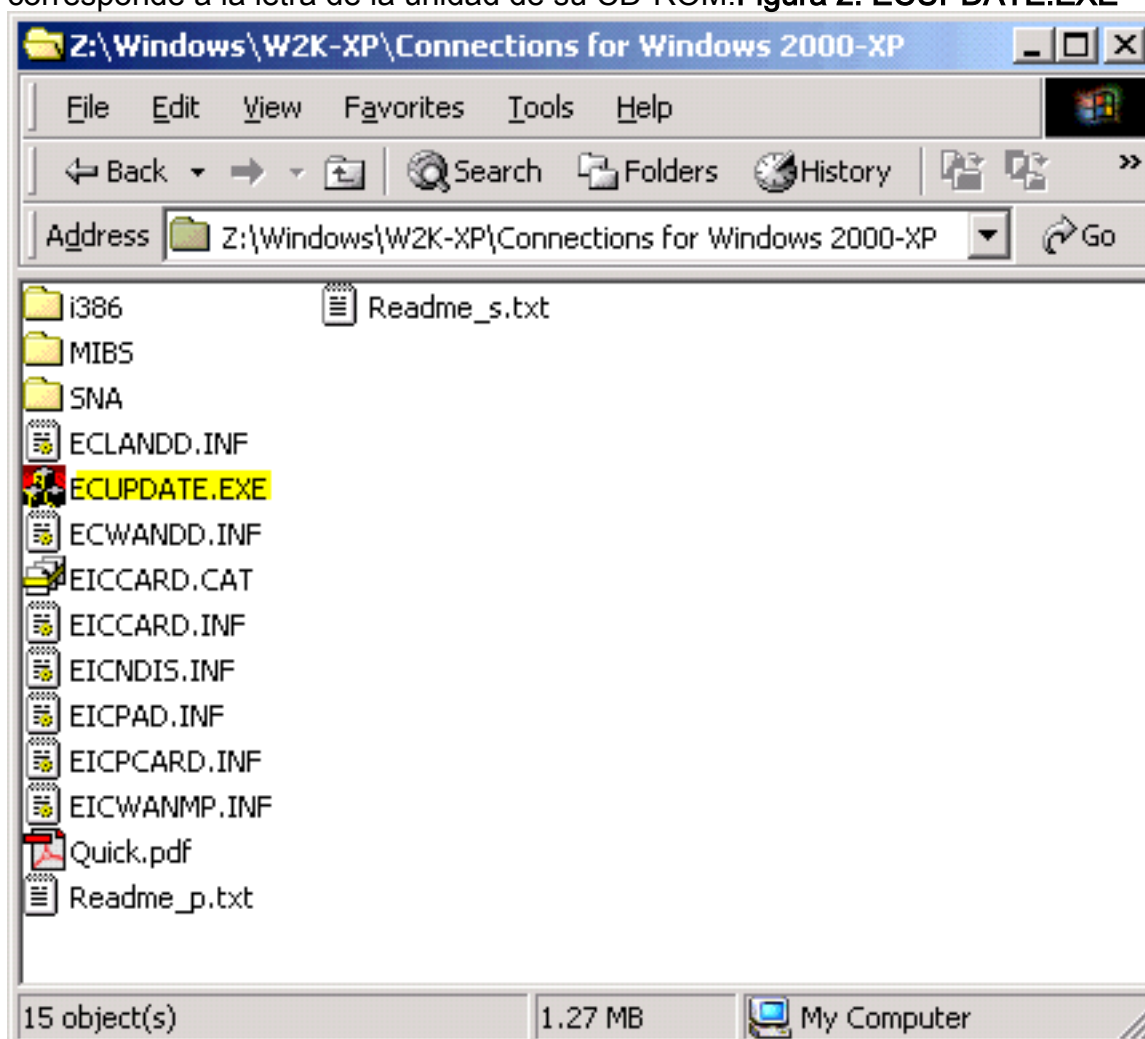 corresponde a la letra de la unidad de su CD-ROM.Figura 2: ECUPDATE.EXE
Z:\Windows\W2K-XP\Connections for Windows 2000-XP
File Edit View Favorites Tools Help
Back Search Folders History »
Address Z:\Windows\W2K-XP\Connections for Windows 2000-XP Go
i386 Readme_s.txt
MIBS
SNA
ECLANDD.INF
ECUPDATE.EXE
ECWANDD.INF
EICCARD.CAT
EICCARD.INF
EICNDIS.INF
EICPAD.INF
EICPCARD.INF
EICWANMP.INF
Quick.pdf
Readme_p.txt
15 object(s) 1.27 MB My Computer